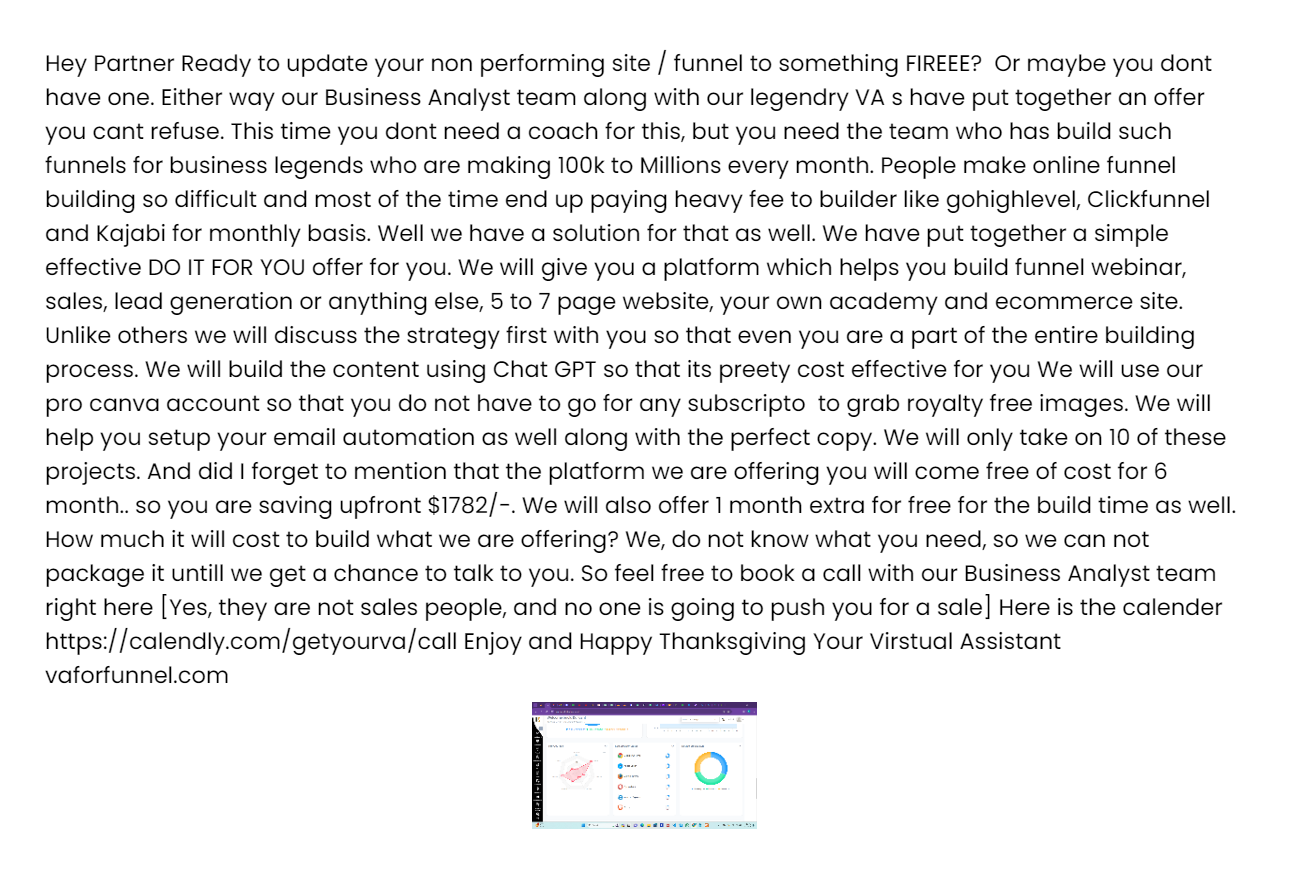 Hey Partner Ready to update your non performing site / funnel to something FIREEE?  Or maybe you dont
have one. Either way our Business Analyst team along with our legendry VA s have put together an offer
you cant refuse. This time you dont need a coach for this, but you need the team who has build such
funnels for business legends who are making 100k to Millions every month. People make online funnel
building so difficult and most of the time end up paying heavy fee to builder like gohighlevel, Clickfunnel
and Kajabi for monthly basis. Well we have a solution for that as well. We have put together a simple
effective DO IT FOR YOU offer for you. We will give you a platform which helps you build funnel webinar,
sales, lead generation or anything else, 5 to 7 page website, your own academy and ecommerce site.
Unlike others we will discuss the strategy first with you so that even you are a part of the entire building
process. We will build the content using Chat GPT so that its preety cost effective for you We will use our
pro canva account so that you do not have to go for any subscripto  to grab royalty free images. We will
help you setup your email automation as well along with the perfect copy. We will only take on 10 of these
projects. And did I forget to mention that the platform we are offering you will come free of cost for 6
month.. so you are saving upfront $1782/-. We will also offer 1 month extra for free for the build time as well.
How much it will cost to build what we are offering? We, do not know what you need, so we can not
package it untill we get a chance to talk to you. So feel free to book a call with our Business Analyst team
right here [Yes, they are not sales people, and no one is going to push you for a sale] Here is the calender
https://calendly.com/getyourva/call Enjoy and Happy Thanksgiving Your Virstual Assistant
vaforfunnel.com